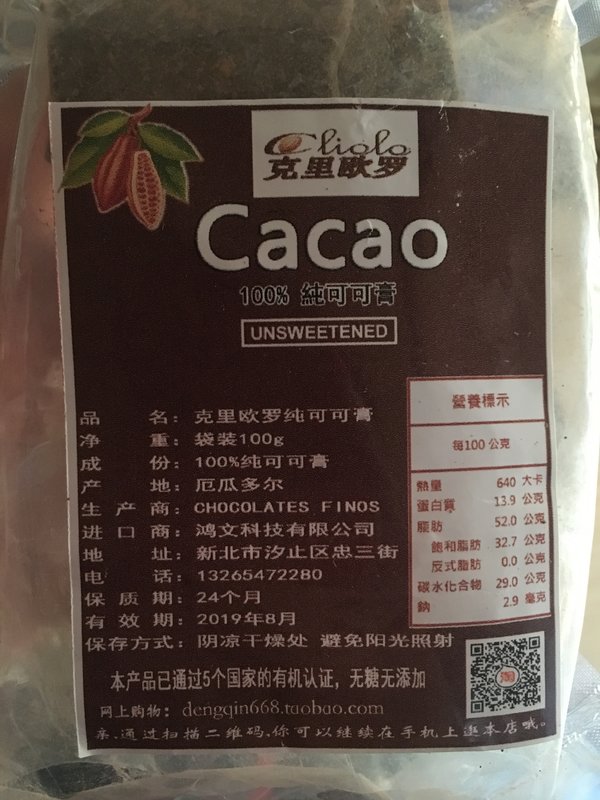 Cliolo
克里欧罗
Cacao
100% 純可可膏
UNSWEETENED
品 名：克里欧罗纯可可膏
净 重：袋装100g
成 份：100%纯可可膏
产 地：厄瓜多尔
生产商：CHOCOLATES FINOS
进口商：鸿文科技有限公司
地 址：新北市汐止区忠三街
电 话：13265472280
保质期：24个月
有效期：2019年8月
保存方式：阴凉干燥处 避免阳光照射
營養標示
每100 公克
熱量 640 大卡
蛋白質 13.9 公克
脂肪 52.0 公克
飽和脂肪 32.7 公克
反式脂肪 0.0 公克
碳水化合物 29.0 公克
鈉 2.9 毫克
淘
本产品已通过5个国家的有机认证，无糖无添加
网上购物：dengqin668.taobao.com
亲,通过扫描二维码,你可以继续在手机上逛本店哦。